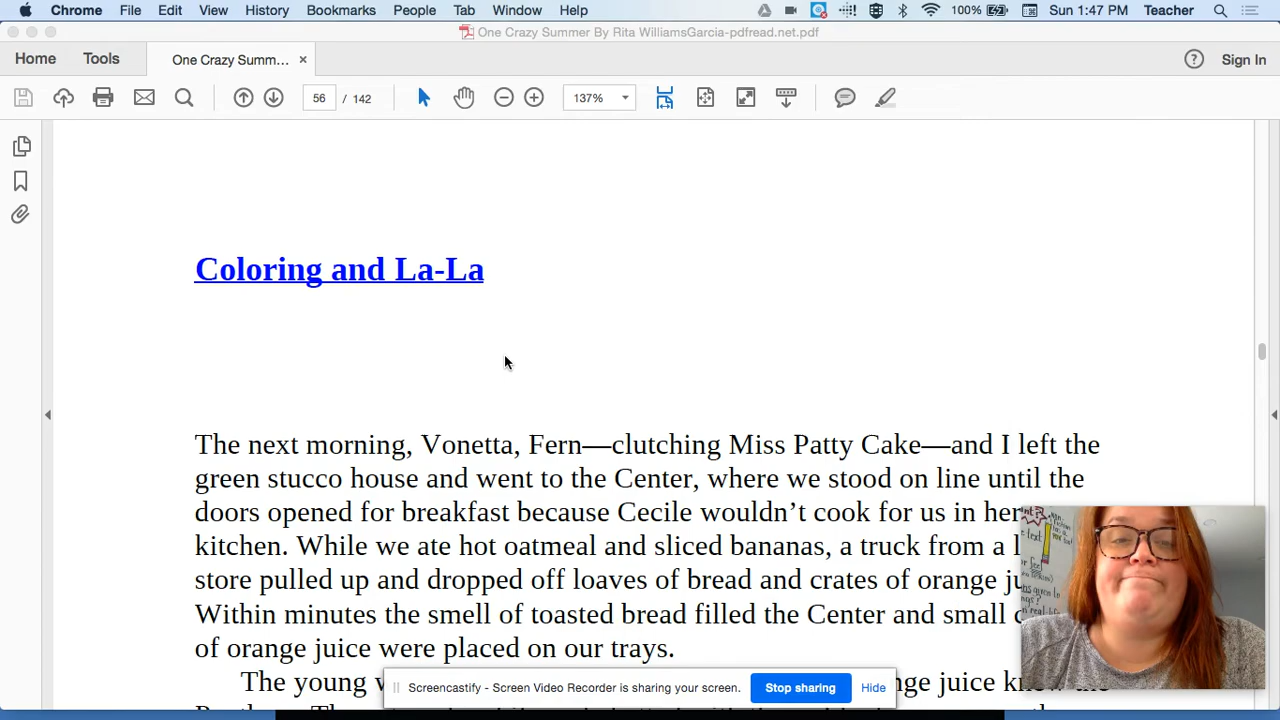 Chrome File Edit View History Bookmarks People Tab Window Help 100% Sun 1:47 PM Teacher
One Crazy Summer By Rita WilliamsGarcia-pdfread.net.pdf
Home Tools One Crazy Summ... × ? Sign In
56 / 142 137%
Coloring and La-La
The next morning, Vonetta, Fern—clutching Miss Patty Cake—and I left the
green stucco house and went to the Center, where we stood on line until the
doors opened for breakfast because Cecile wouldn’t cook for us in her
kitchen. While we ate hot oatmeal and sliced bananas, a truck from a
store pulled up and dropped off loaves of bread and crates of orange
Within minutes the smell of toasted bread filled the Center and small
of orange juice were placed on our trays.
The young
Screencastify - Screen Video Recorder is sharing your screen. Stop sharing Hide
juice